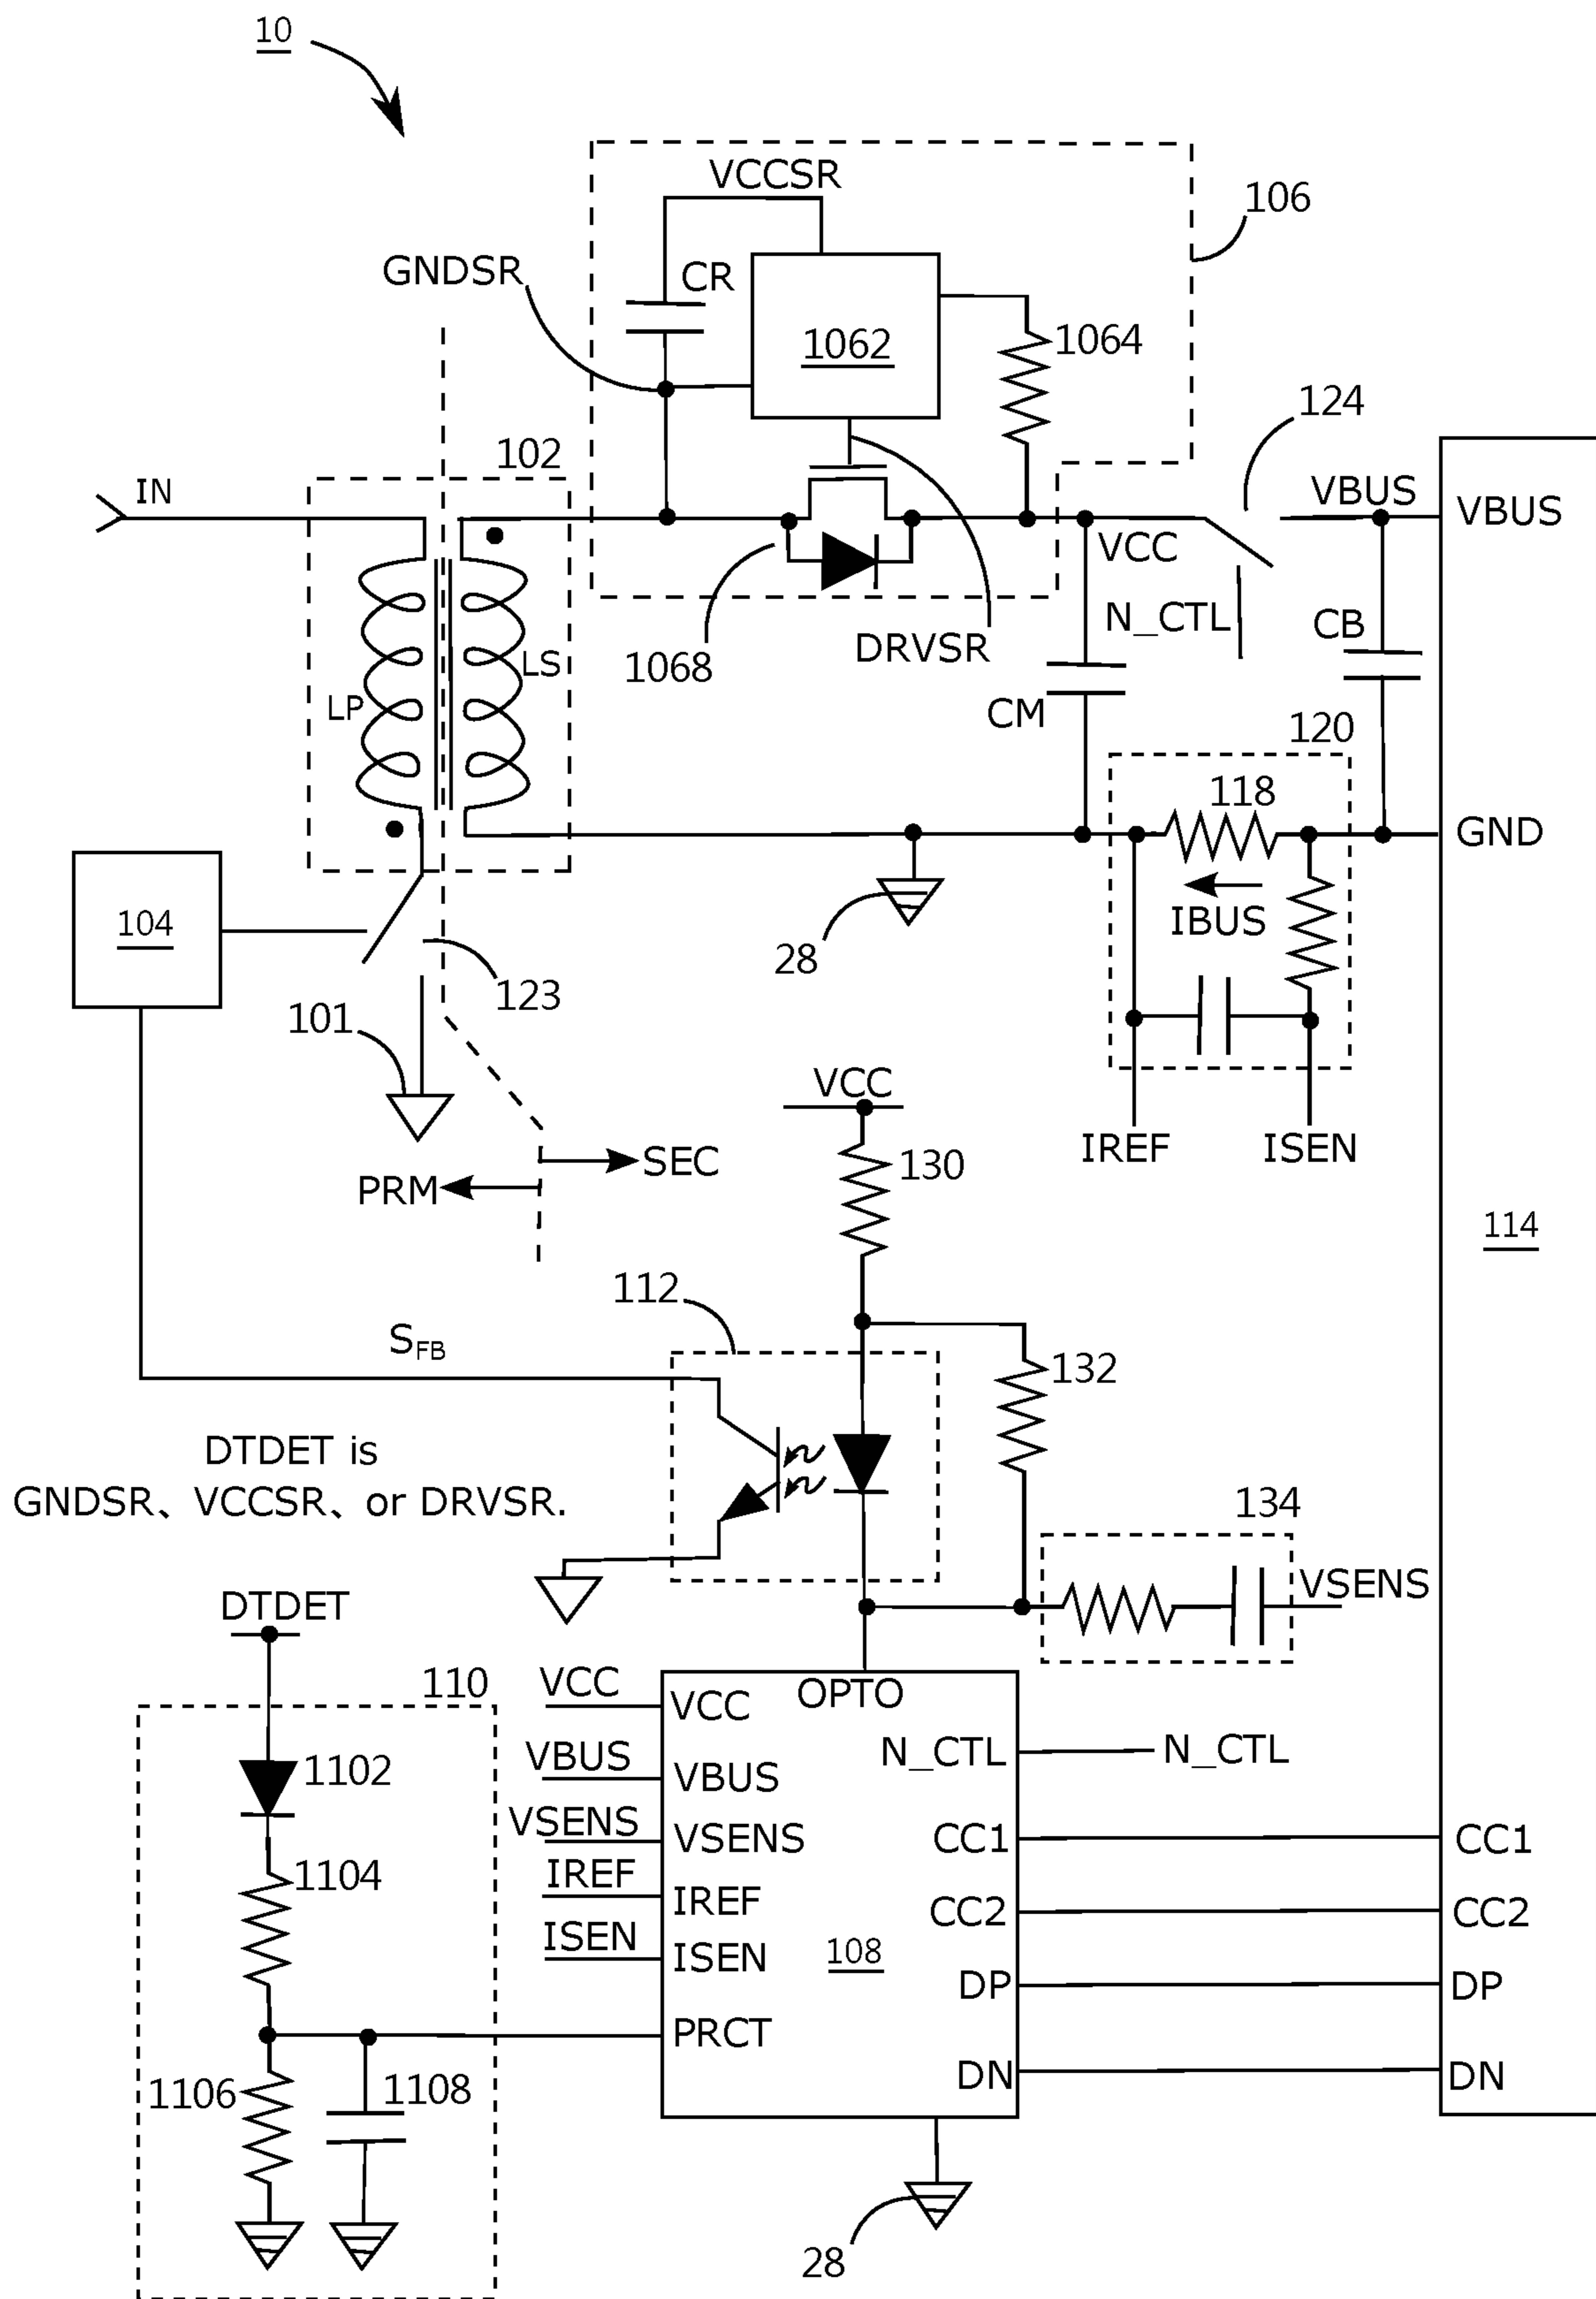 10
VCCSR
106
GNDSR
CR
1062
1064
124
102
IN
VBUS
VBUS
VCC
N_CTL
CB
LS
1068
DRVSR
LP
CM
120
118
GND
104
IBUS
28
123
101
VCC
IREF
ISEN
SEC
130
PRM
114
112
SFB
132
DTDET is
GNDSR、VCCSR、or DRVSR.
134
VSENS
DTDET
110
VCC
VCC
OPTO
N_CTL
N_CTL
1102
VBUS
VBUS
VSENS
VSENS
CC1
CC1
1104
IREF
IREF
CC2
CC2
ISEN
ISEN
108
DP
DP
PRCT
1106
1108
DN
DN
28